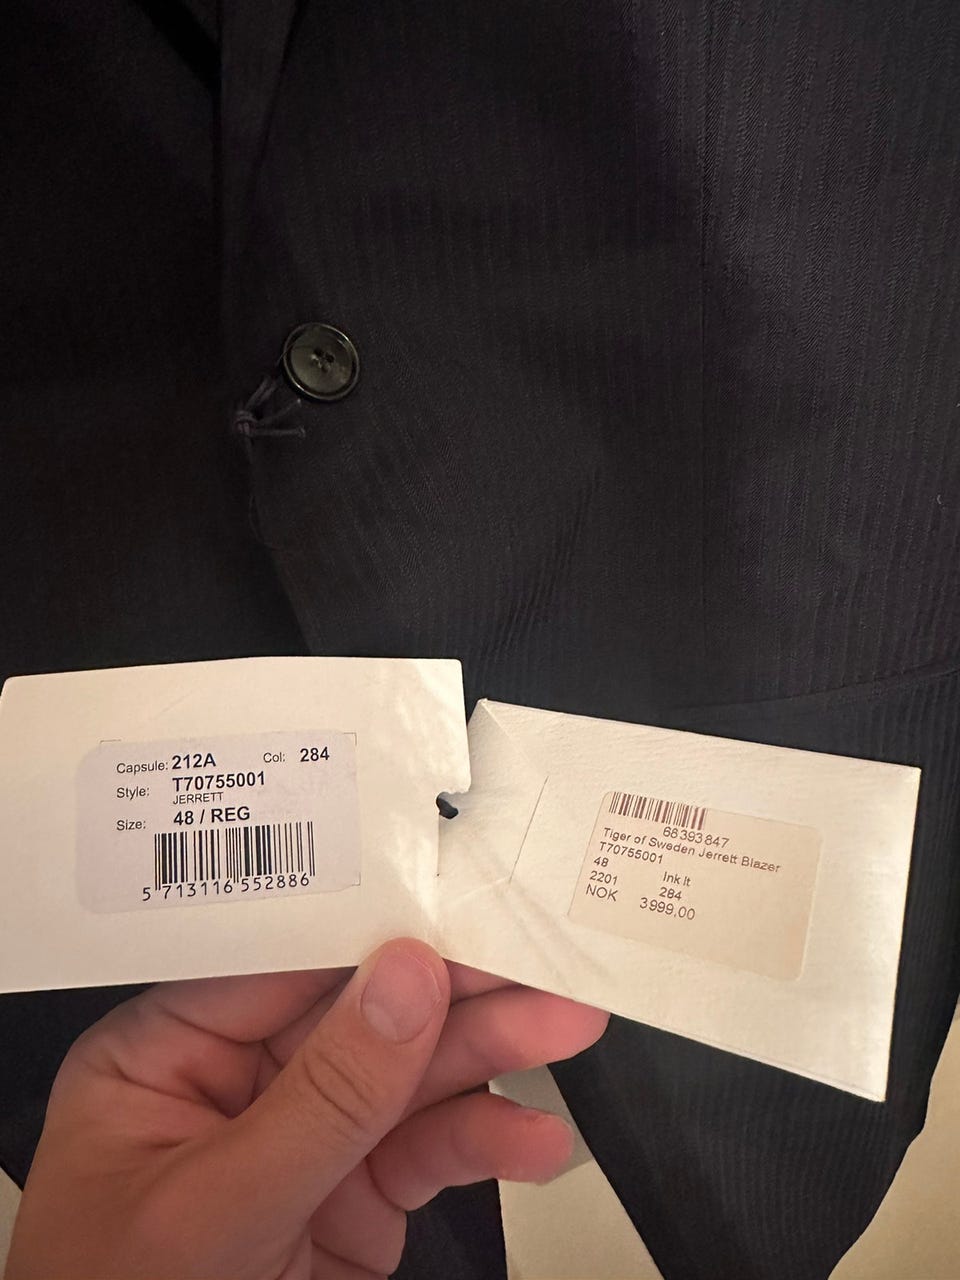 Capsule: 212A Col: 284
Style: T70755001
JERRETT
Size: 48 / REG
5 713116 552886
68393847
Tiger of Sweden Jerrett Blazer
T70755001
48 Ink lt
2201 284
NOK 3999,00